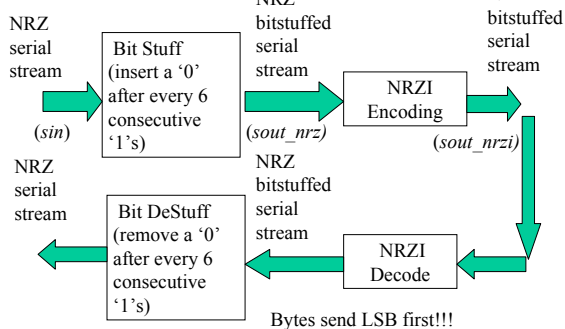 NRZ
serial
stream
Bit Stuff
(insert a ‘0’
after every 6
consecutive
‘1’s)
NRZ
bitstuffed
serial
stream
NRZI
Encoding
bitstuffed
serial
stream
(sin)
(sout_nrz)
(sout_nrzi)
NRZ
serial
stream
Bit DeStuff
(remove a ‘0’
after every 6
consecutive
‘1’s)
NRZ
bitstuffed
serial
stream
NRZI
Decode
Bytes send LSB first!!!